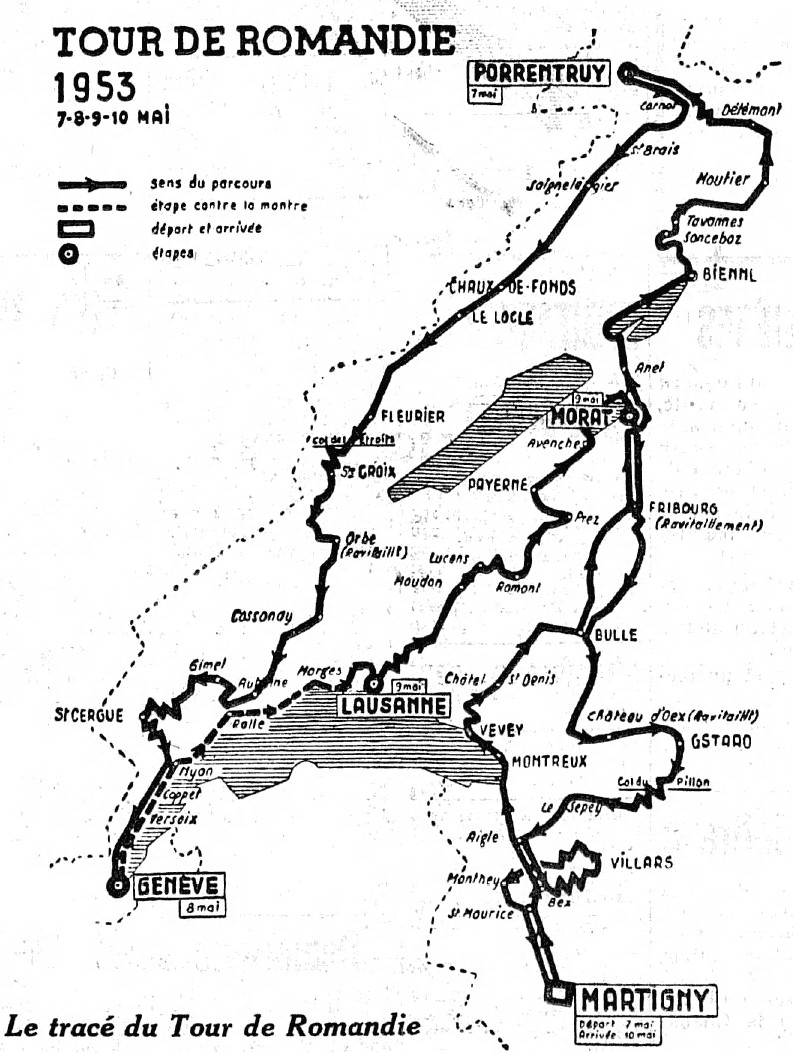 TOUR DE ROMANDIE
1953
7-8-9-10 MAI
sens du parcours
étape contre la montre
départ et arrivée
étapes
PORRENTRUY
7 mai
Cornol
Délémont
St Brais
Saignelégier
Moutier
Tavannes
Sonceboz
BIENNE
CHAUX-DE-FONDS
LE LOCLE
Anet
FLEURIER
9 mai
MORAT
Col des Etroits
Avenches
Ste CROIX
PAYERNE
FRIBOURG
(Ravitaillement)
Prez
Orbe
(Ravitaillt)
Lucens
Moudon
Romont
Cossonay
BULLE
Gimel
Morges
Aubonne
Châtel St Denis
9 mai
LAUSANNE
St CERGUE
Rolle
Château d'Oex (Ravitaillt)
VEVEY
GSTAAD
MONTREUX
Nyon
Col du Pillon
Coppet
Le Sepey
Versoix
Aigle
VILLARS
GENÈVE
8 mai
Monthey
Bex
St Maurice
MARTIGNY
Départ 7 mai
Arrivée 10 mai
Le tracé du Tour de Romandie